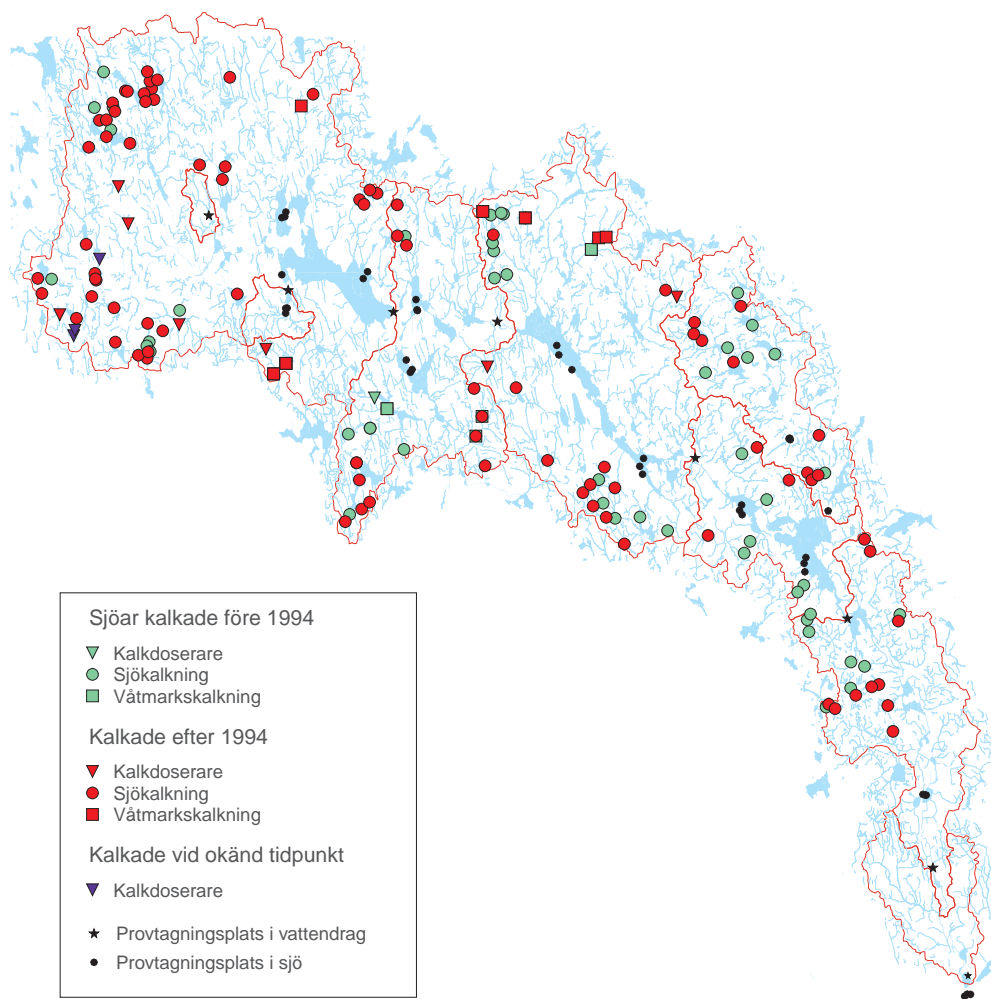 Sjöar kalkade före 1994
Kalkdoserare
Sjökalkning
Våtmarkskalkning
Kalkade efter 1994
Kalkdoserare
Sjökalkning
Våtmarkskalkning
Kalkade vid okänd tidpunkt
Kalkdoserare
Provtagningsplats i vattendrag
Provtagningsplats i sjö